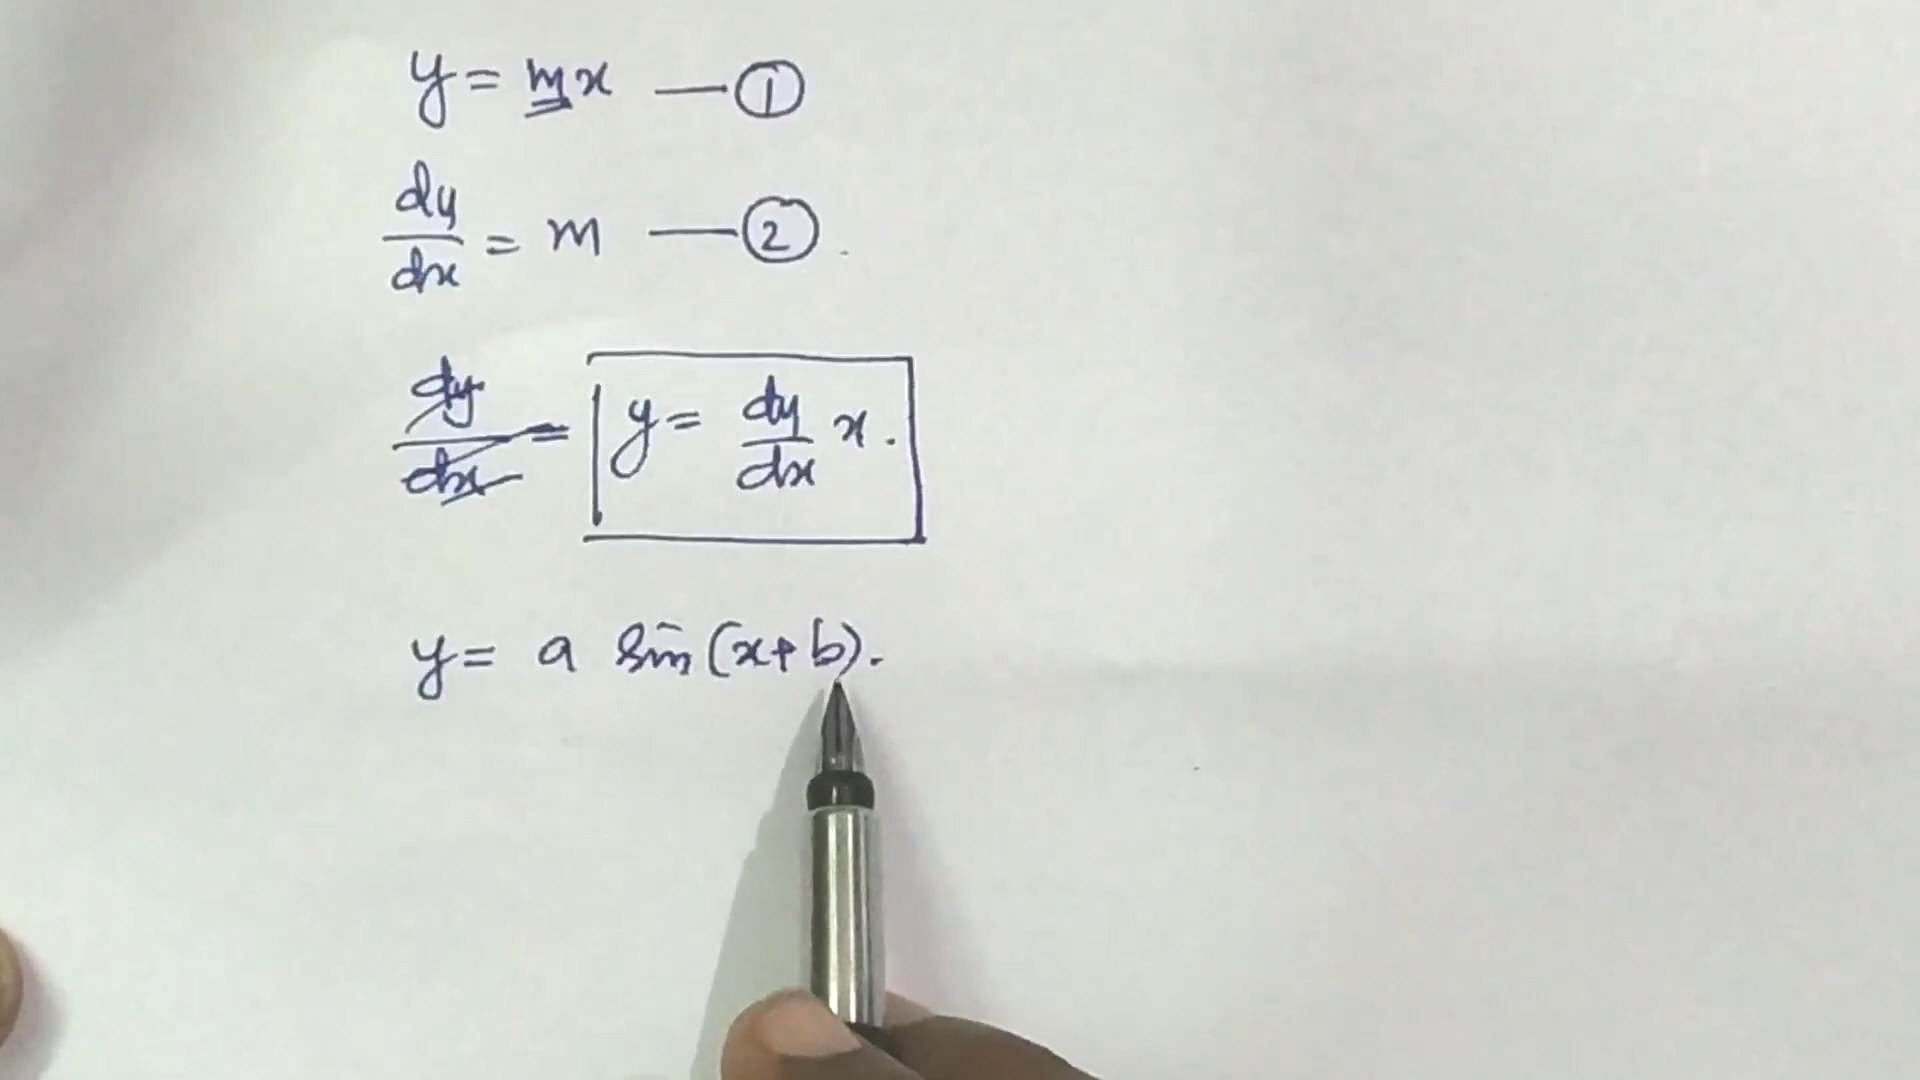 y = mx — ①
dy/dx = m — ②.
dy/dx = y = dy/dx x.
y = a sin(x+b).